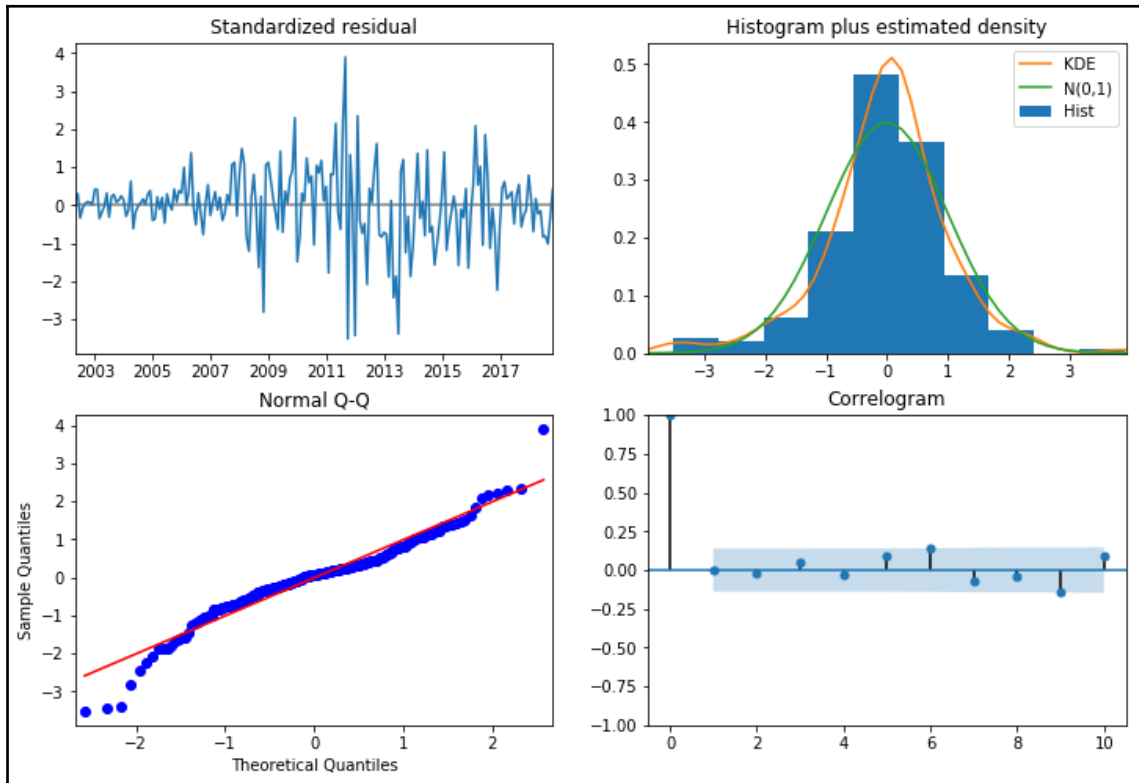 Standardized residual
4
3
2
1
0
−1
−2
−3
2003 2005 2007 2009 2011 2013 2015 2017
Histogram plus estimated density
KDE
N(0,1)
Hist
0.5
0.4
0.3
0.2
0.1
0.0
−3 −2 −1 0 1 2 3
Normal Q-Q
Sample Quantiles
4
3
2
1
0
−1
−2
−3
−2 −1 0 1 2
Theoretical Quantiles
Correlogram
1.00
0.75
0.50
0.25
0.00
−0.25
−0.50
−0.75
−1.00
0 2 4 6 8 10